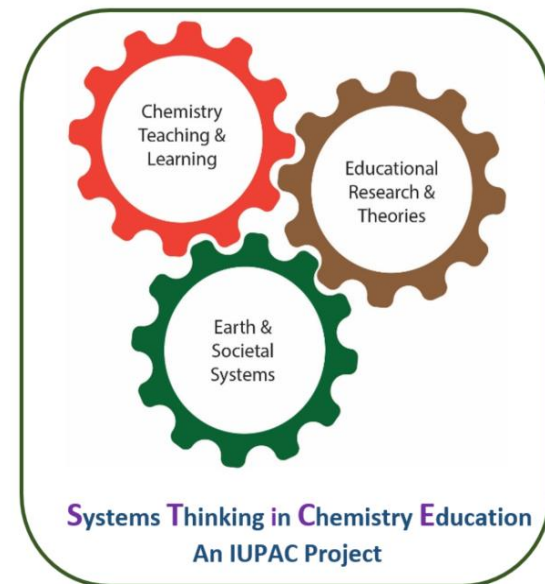 Chemistry
Teaching &
Learning
Educational
Research &
Theories
Earth &
Societal
Systems
Systems Thinking in Chemistry Education
An IUPAC Project